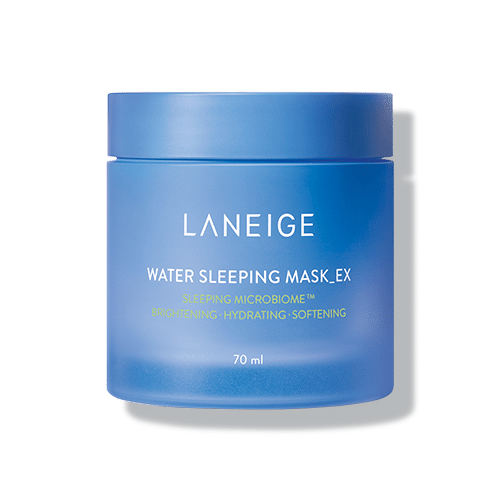 LANEIGE
WATER SLEEPING MASK_EX
SLEEPING MICROBIOME™
BRIGHTENING · HYDRATING · SOFTENING
70 ml